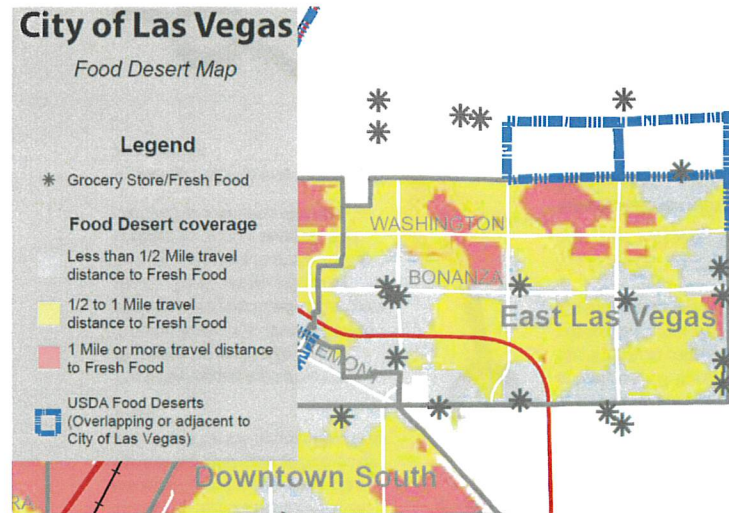 City of Las Vegas
Food Desert Map
Legend
Grocery Store/Fresh Food
Food Desert coverage
Less than 1/2 Mile travel
distance to Fresh Food
1/2 to 1 Mile travel
distance to Fresh Food
1 Mile or more travel distance
to Fresh Food
USDA Food Deserts
(Overlapping or adjacent to
City of Las Vegas)
WASHINGTON
BONANZA
East Las Vegas
EMONT
Downtown South
RA